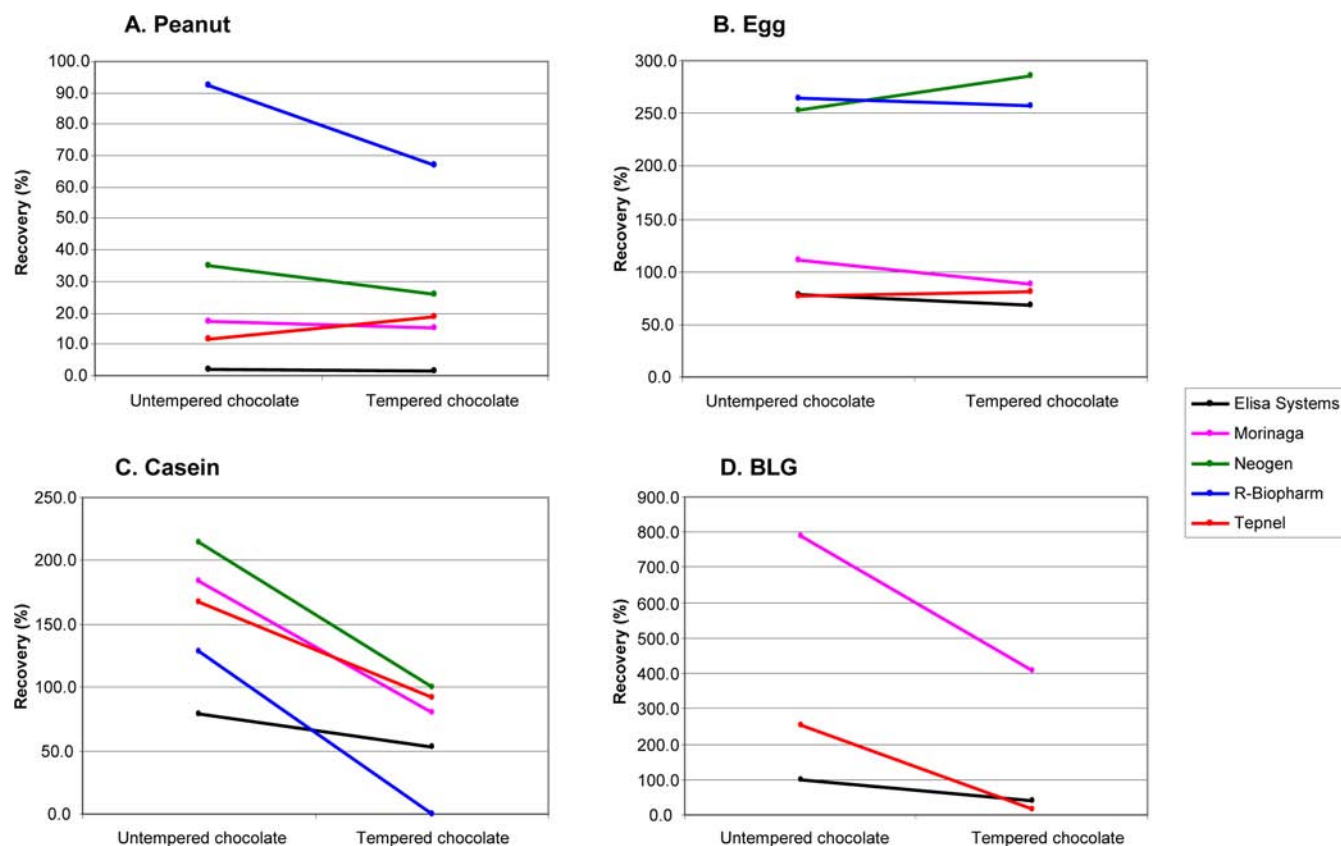 A. Peanut
100.0
90.0
80.0
70.0
60.0
50.0
40.0
30.0
20.0
10.0
0.0
Recovery (%)
Untempered chocolate Tempered chocolate
B. Egg
300.0
250.0
200.0
150.0
100.0
50.0
0.0
Recovery (%)
Untempered chocolate Tempered chocolate
Elisa Systems
Morinaga
Neogen
R-Biopharm
Tepnel
C. Casein
250.0
200.0
150.0
100.0
50.0
0.0
Recovery (%)
Untempered chocolate Tempered chocolate
D. BLG
900.0
800.0
700.0
600.0
500.0
400.0
300.0
200.0
100.0
0.0
Recovery (%)
Untempered chocolate Tempered chocolate